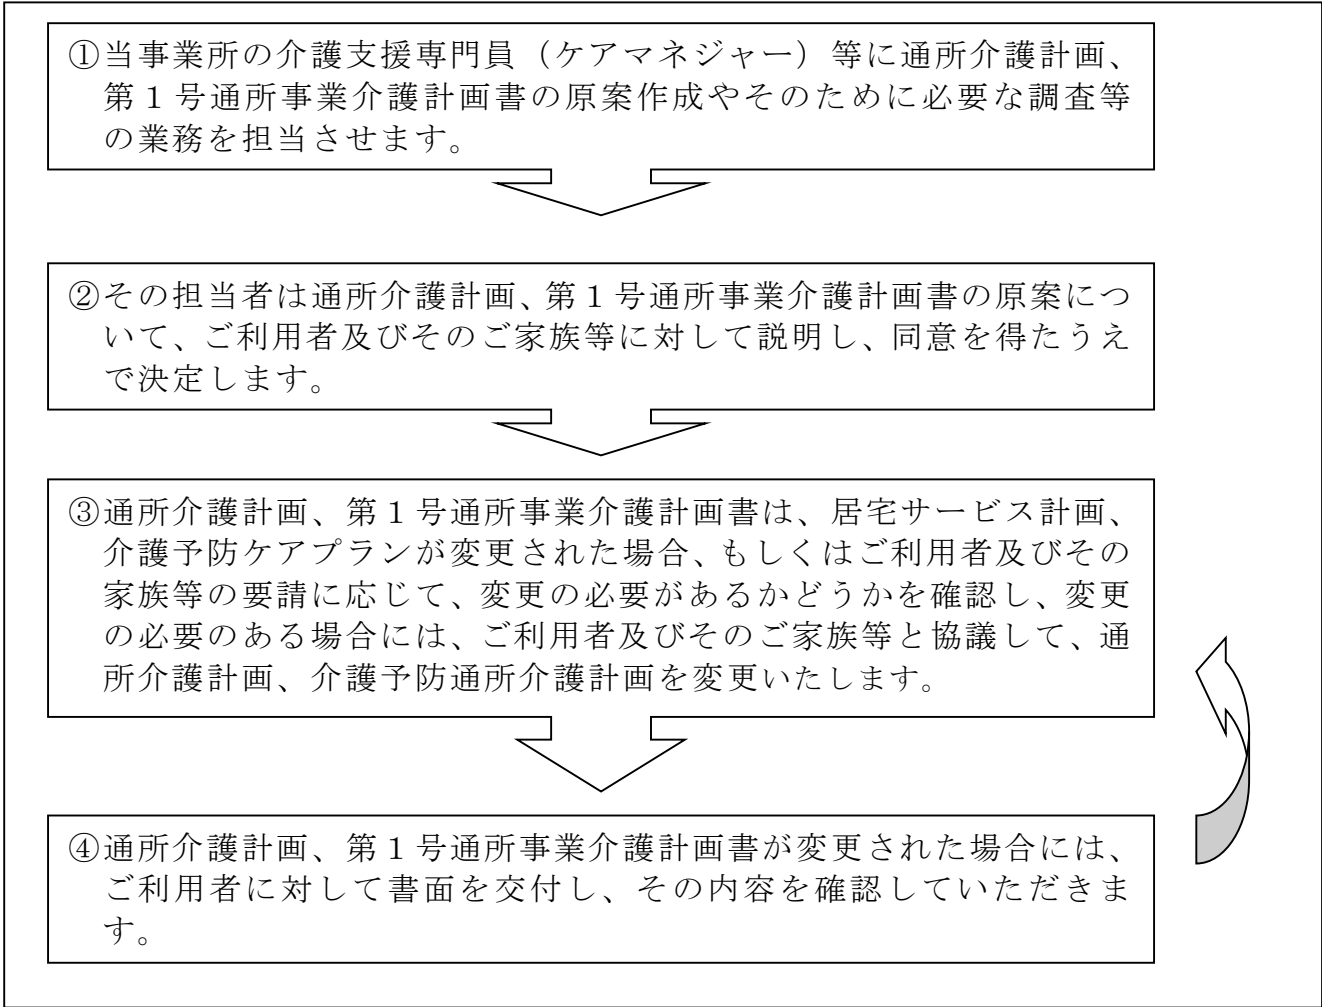 ①当事業所の介護支援専門員（ケアマネジャー）等に通所介護計画、
第１号通所事業介護計画書の原案作成やそのために必要な調査等
の業務を担当させます。
②その担当者は通所介護計画、第１号通所事業介護計画書の原案につ
いて、ご利用者及びそのご家族等に対して説明し、同意を得たうえ
で決定します。
③通所介護計画、第１号通所事業介護計画書は、居宅サービス計画、
介護予防ケアプランが変更された場合、もしくはご利用者及びその
家族等の要請に応じて、変更の必要があるかどうかを確認し、変更
の必要のある場合には、ご利用者及びそのご家族等と協議して、通
所介護計画、介護予防通所介護計画を変更いたします。
④通所介護計画、第１号通所事業介護計画書が変更された場合には、
ご利用者に対して書面を交付し、その内容を確認していただきま
す。